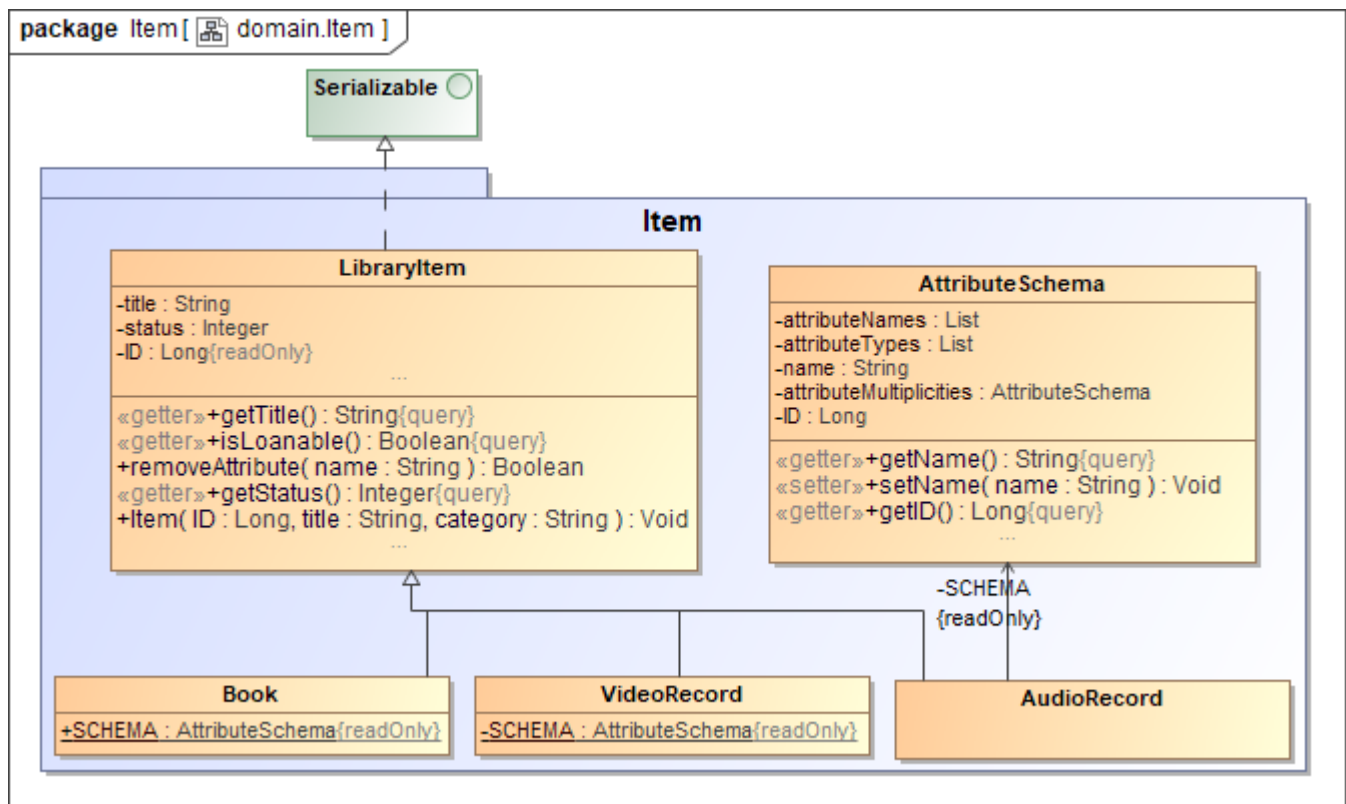 package Item [ domain.Item ]
Serializable
Item
LibraryItem
-title : String
-status : Integer
-ID : Long{readOnly}
...
«getter»+getTitle() : String{query}
«getter»+isLoanable() : Boolean{query}
+removeAttribute( name : String ) : Boolean
«getter»+getStatus() : Integer{query}
+Item( ID : Long, title : String, category : String ) : Void
...
AttributeSchema
-attributeNames : List
-attributeTypes : List
-name : String
-attributeMultiplicities : AttributeSchema
-ID : Long
«getter»+getName() : String{query}
«setter»+setName( name : String ) : Void
«getter»+getID() : Long{query}
...
-SCHEMA
{readOnly}
Book
+SCHEMA : AttributeSchema{readOnly}
VideoRecord
-SCHEMA : AttributeSchema{readOnly}
AudioRecord